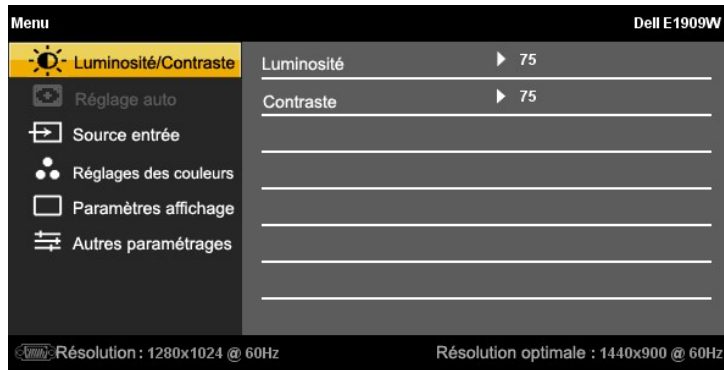 Menu Dell E1909W
Luminosité/Contraste Luminosité 75
Réglage auto Contraste 75
Source entrée
Réglages des couleurs
Paramètres affichage
Autres paramétrages
Résolution : 1280x1024 @ 60Hz Résolution optimale : 1440x900 @ 60Hz